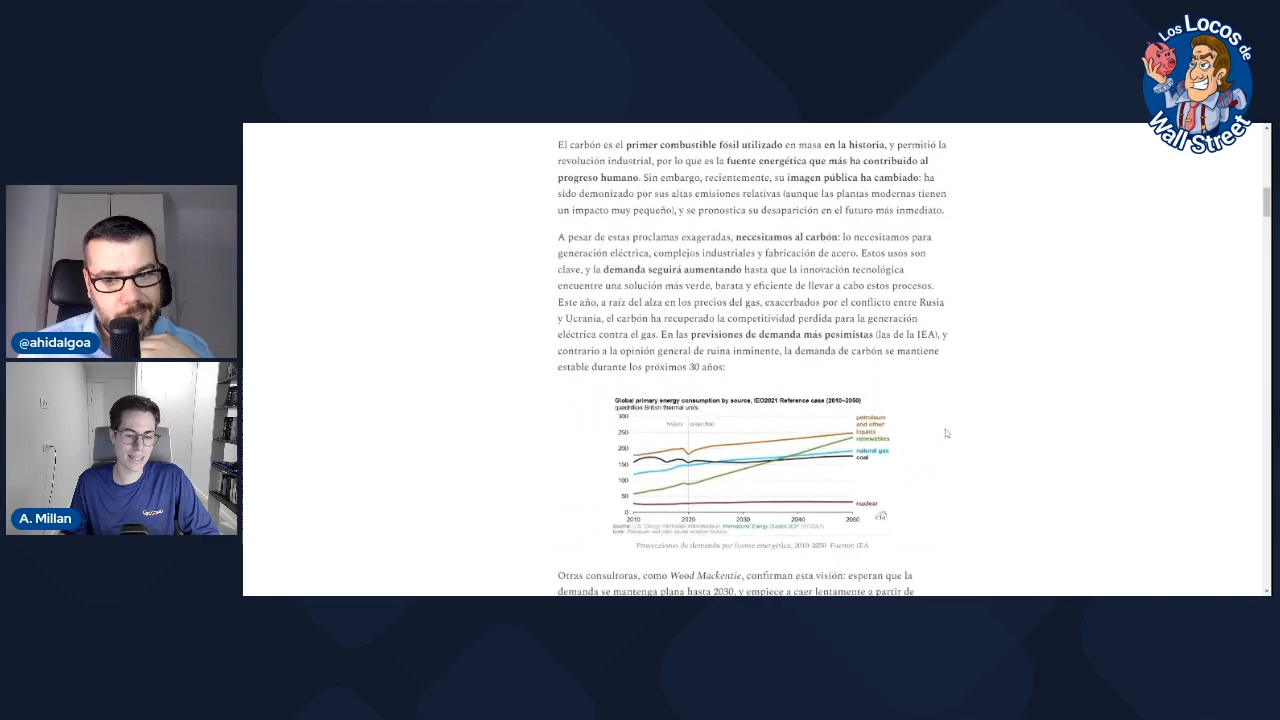 Los Locos de
Wall Street
El carbón es el primer combustible fósil utilizado en masa en la historia, y permitió la
revolución industrial, por lo que es la fuente energética que más ha contribuido al
progreso humano. Sin embargo, recientemente, su imagen pública ha cambiado: ha
sido demonizado por sus altas emisiones relativas (aunque las plantas modernas tienen
un impacto muy pequeño), y se pronostica su desaparición en el futuro más inmediato.
A pesar de estas proclamas exageradas, necesitamos al carbón: lo necesitamos para
generación eléctrica, complejos industriales y fabricación de acero. Estos usos son
clave, y la demanda seguirá aumentando hasta que la innovación tecnológica
encuentre una solución más verde, barata y eficiente de llevar a cabo estos procesos.
Este año, a raíz del alza en los precios del gas, exacerbados por el conflicto entre Rusia
y Ucrania, el carbón ha recuperado la competitividad perdida para la generación
eléctrica contra el gas. En las previsiones de demanda más pesimistas (las de la IEA), y
contrario a la opinión general de ruina inminente, la demanda de carbón se mantiene
estable durante los próximos 30 años:
@ahidalgoa
A. Millan
Global primary energy consumption by source, IEO2021 Reference case (2010–2050)
quadrillion British thermal units
300
250
200
150
100
50
0
history
projection
petroleum
and other
liquids
renewables
natural gas
coal
nuclear
2010
2020
2030
2040
2050
eia
Source: U.S. Energy Information Administration, International Energy Outlook 2021 (IEO2021)
Proyecciones de demanda por fuente energética, 2010-2050. Fuente: IEA
Otras consultoras, como Wood Mackentie, confirman esta visión: esperan que la
demanda se mantenga plana hasta 2030, y empiece a caer lentamente a partir de